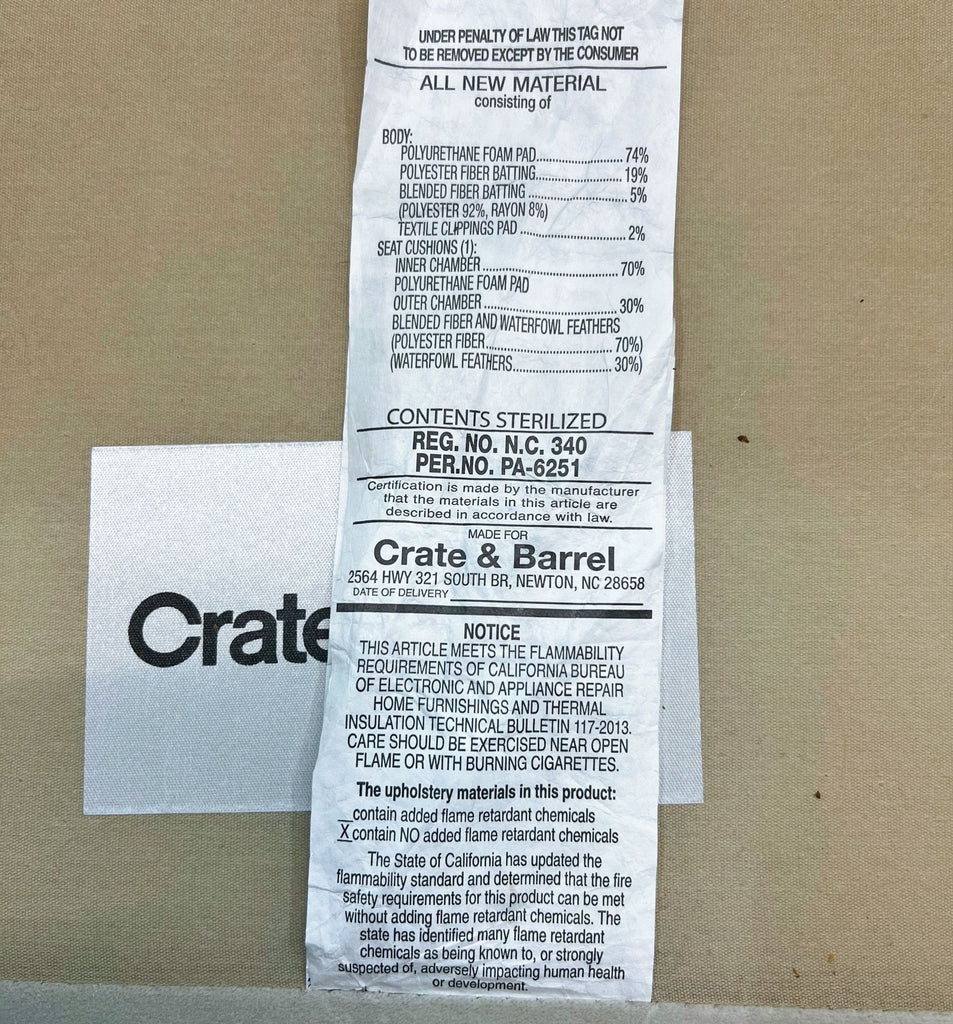 UNDER PENALTY OF LAW THIS TAG NOT
TO BE REMOVED EXCEPT BY THE CONSUMER
ALL NEW MATERIAL
consisting of
BODY:
POLYURETHANE FOAM PAD........................74%
POLYESTER FIBER BATTING........................19%
BLENDED FIBER BATTING ...........................5%
(POLYESTER 92%, RAYON 8%)
TEXTILE CLIPPINGS PAD ............................2%
SEAT CUSHIONS (1):
INNER CHAMBER ....................................70%
POLYURETHANE FOAM PAD
OUTER CHAMBER ....................................30%
BLENDED FIBER AND WATERFOWL FEATHERS
(POLYESTER FIBER..................................70%)
(WATERFOWL FEATHERS..........................30%)
CONTENTS STERILIZED
REG. NO. N.C. 340
PER.NO. PA-6251
Certification is made by the manufacturer
that the materials in this article are
described in accordance with law.
MADE FOR
Crate & Barrel
2564 HWY 321 SOUTH BR, NEWTON, NC 28658
DATE OF DELIVERY
Crate
NOTICE
THIS ARTICLE MEETS THE FLAMMABILITY
REQUIREMENTS OF CALIFORNIA BUREAU
OF ELECTRONIC AND APPLIANCE REPAIR
HOME FURNISHINGS AND THERMAL
INSULATION TECHNICAL BULLETIN 117-2013.
CARE SHOULD BE EXERCISED NEAR OPEN
FLAME OR WITH BURNING CIGARETTES.
The upholstery materials in this product:
__contain added flame retardant chemicals
X contain NO added flame retardant chemicals
The State of California has updated the
flammability standard and determined that the fire
safety requirements for this product can be met
without adding flame retardant chemicals. The
state has identified many flame retardant
chemicals as being known to, or strongly
suspected of, adversely impacting human health
or development.